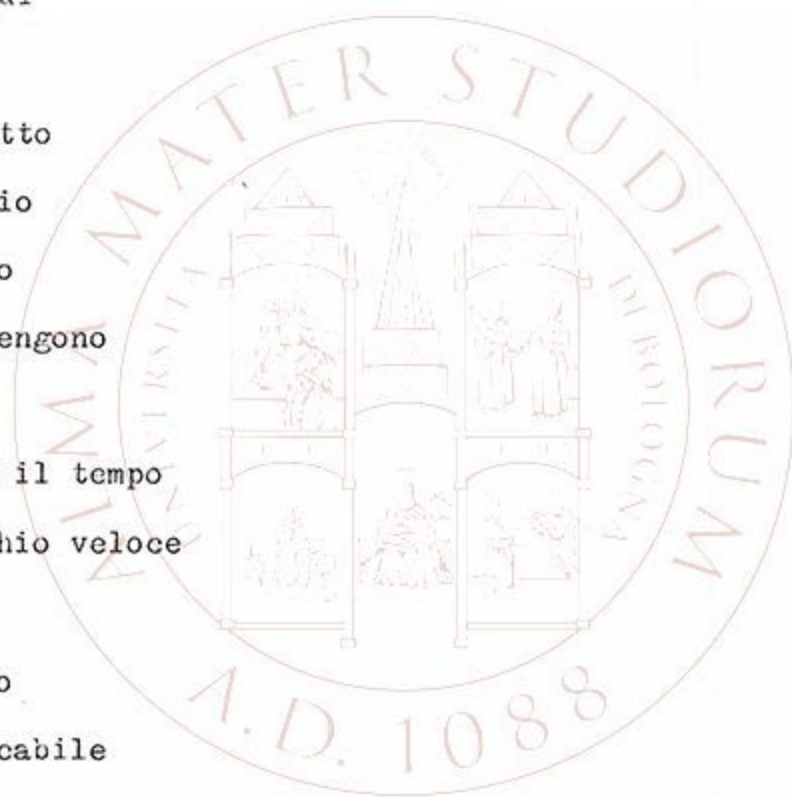 tto
io
o
engono
il tempo
hio veloce
o
cabile
ALMA MATER STUDIORUM
UNIVERSITÀ DI BOLOGNA
A.D. 1088